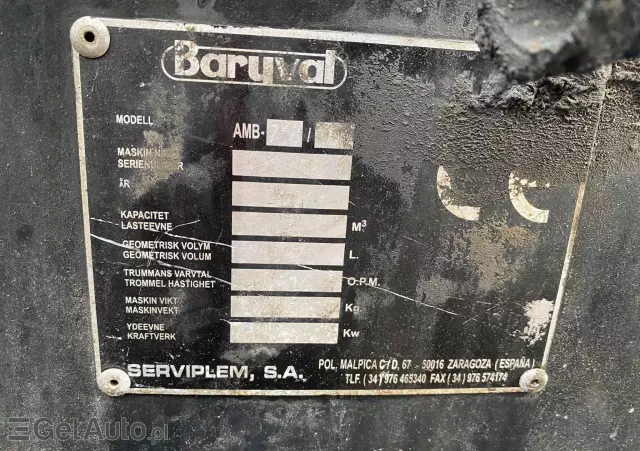 Baryval
MODELL
AMB- /
MASKIN
SERIEN
ÅR
KAPACITET
LASTEEVNE
M³
GEOMETRISK VOLYM
GEOMETRISK VOLUM
L.
TRUMMANS VARVTAL
TROMMEL HASTIGHET
O.P.M.
MASKIN VIKT
MASKINVEKT
Kg.
YDEEVNE
KRAFTVERK
Kw
CE
SERVIPLEM, S.A.
POL. MALPICA C/D, 67 - 50016 ZARAGOZA (ESPAÑA)
TLF. (34) 976 465340 FAX (34) 976 574174
GetAuto.pl